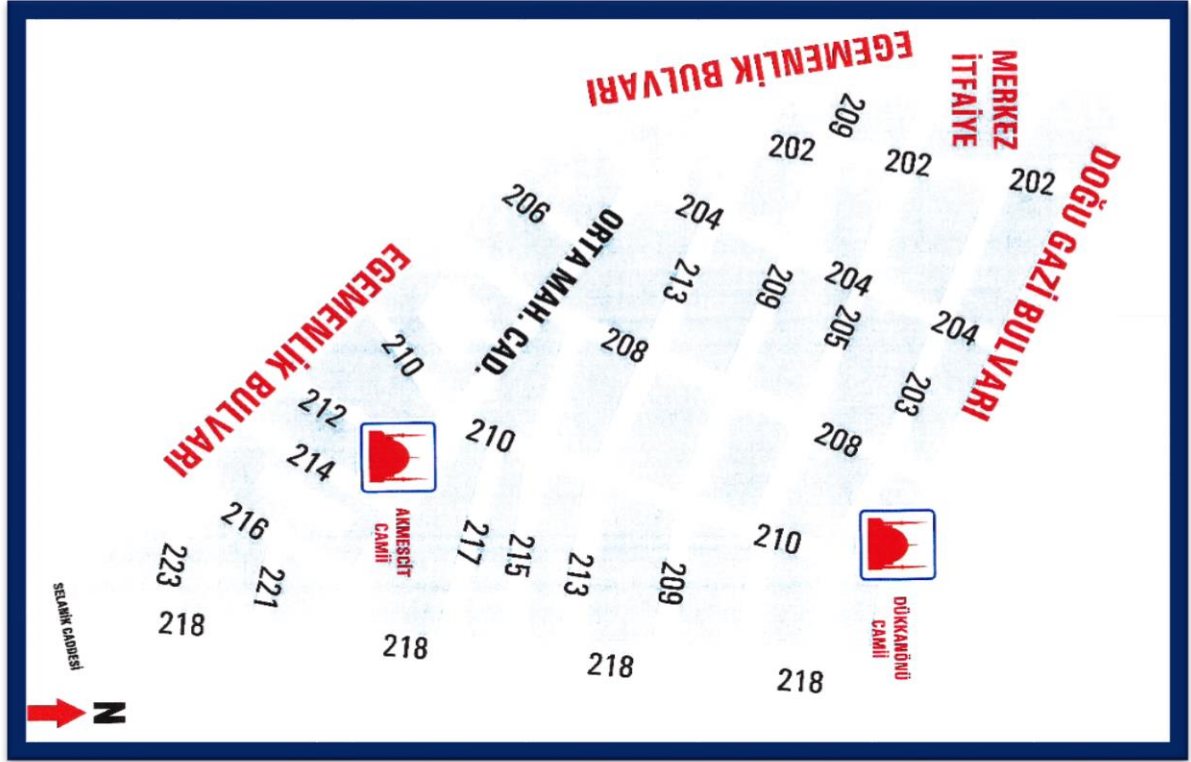 EGEMENLİK BULVARI
MERKEZ
İTFAİYE
209
202
202
202
DOĞU GAZİ BULVARI
206
204
ORTA MAH. CAD.
213
209
204
205
204
EGEMENLİK BULVARI
208
210
203
212
210
208
214
AKMESCİT
CAMİİ
216
217
215
213
209
210
223
221
DÜKKANÖNÜ
CAMİİ
SELANİK CADDESİ
218
218
218
218
N